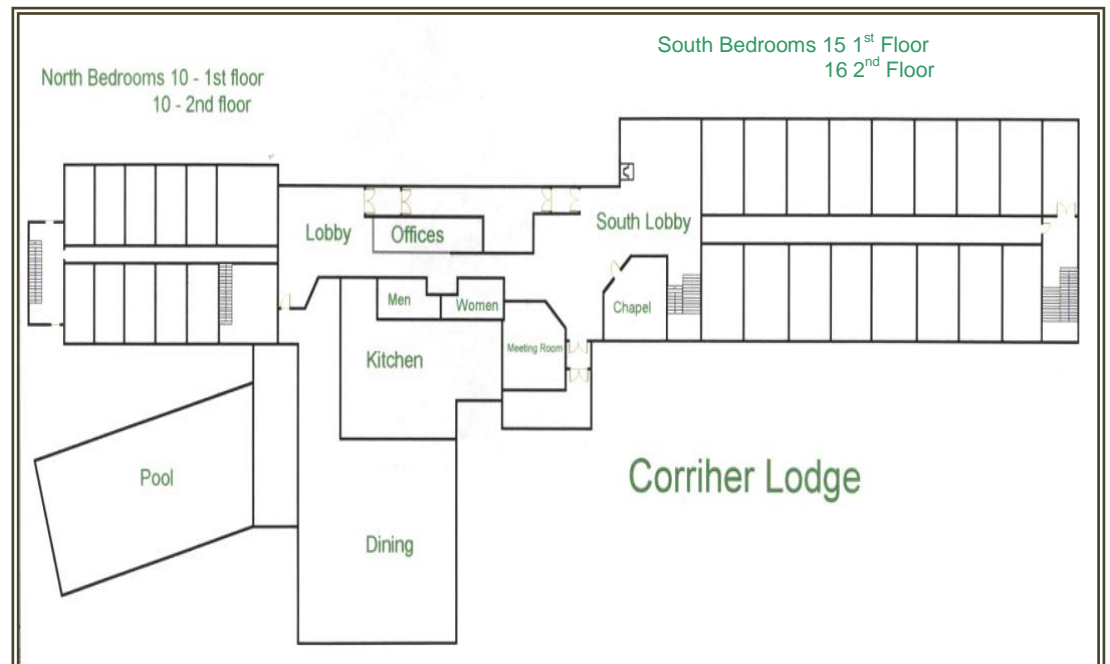 South Bedrooms 15 1st Floor
16 2nd Floor
North Bedrooms 10 - 1st floor
10 - 2nd floor
Lobby
Offices
South Lobby
Men
Women
Chapel
Meeting Room
Kitchen
Pool
Corriher Lodge
Dining